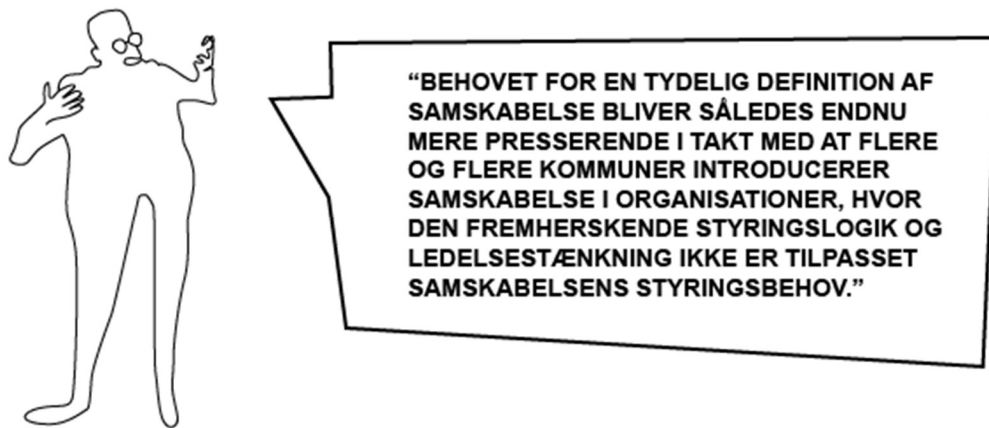 “BEHOVET FOR EN TYDELIG DEFINITION AF
SAMSKABELSE BLIVER SÅLEDES ENDNU
MERE PRESSERENDE I TAKT MED AT FLERE
OG FLERE KOMMUNER INTRODUCERER
SAMSKABELSE I ORGANISATIONER, HVOR
DEN FREMHERSKENDE STYRINGSLOGIK OG
LEDELSESTÆNKNING IKKE ER TILPASSET
SAMSKABELSENS STYRINGSBEHOV.”